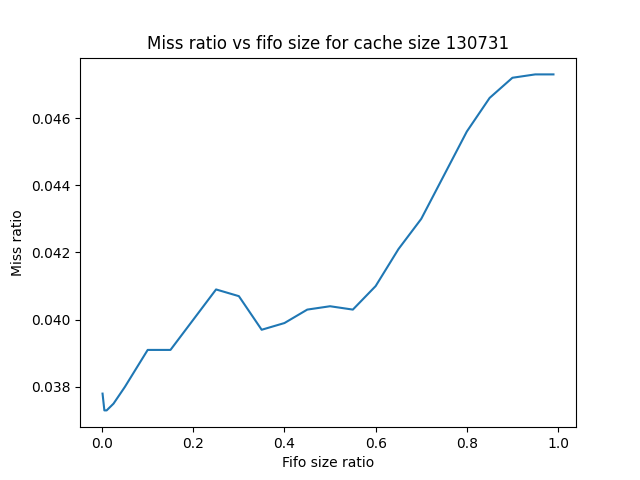 Miss ratio vs fifo size for cache size 130731
0.046
0.044
0.042
0.040
0.038
Miss ratio
0.0 0.2 0.4 0.6 0.8 1.0
Fifo size ratio